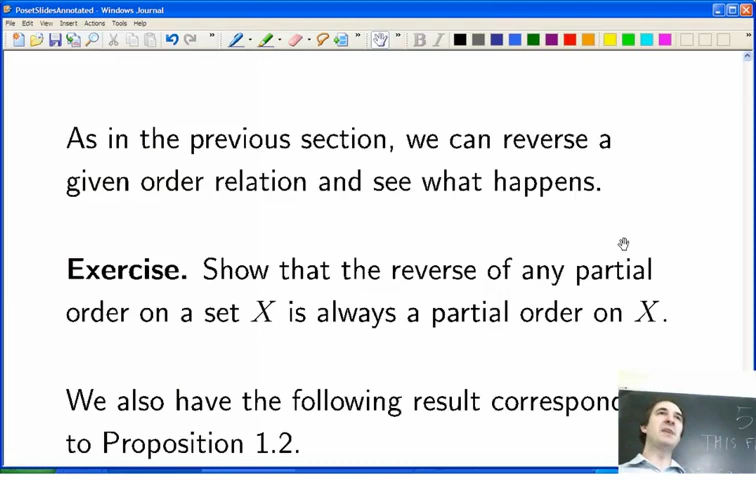 PosetSlidesAnnotated - Windows Journal
File Edit View Insert Actions Tools Help
As in the previous section, we can reverse a
given order relation and see what happens.
Exercise. Show that the reverse of any partial
order on a set X is always a partial order on X.
We also have the following result correspond
to Proposition 1.2.
5
THIS F